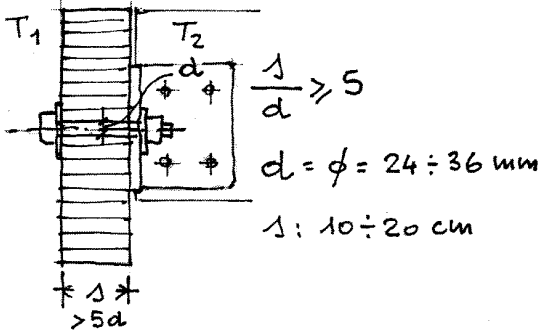 T₁ T₂
d
s/d ⩾ 5
d = ϕ = 24 ÷ 36 mm
s : 10 ÷ 20 cm
s
>5d